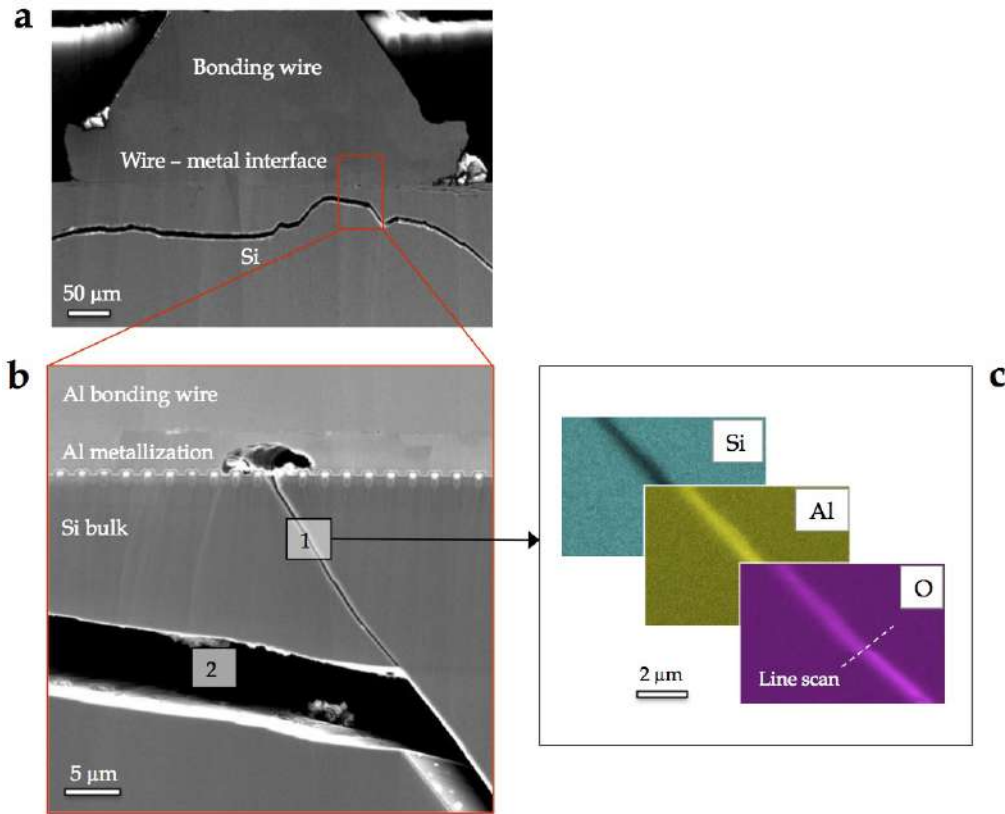 a
Bonding wire
Wire – metal interface
Si
50 µm
b
Al bonding wire
Al metallization
Si bulk
1
2
5 µm
c
Si
Al
O
Line scan
2 µm